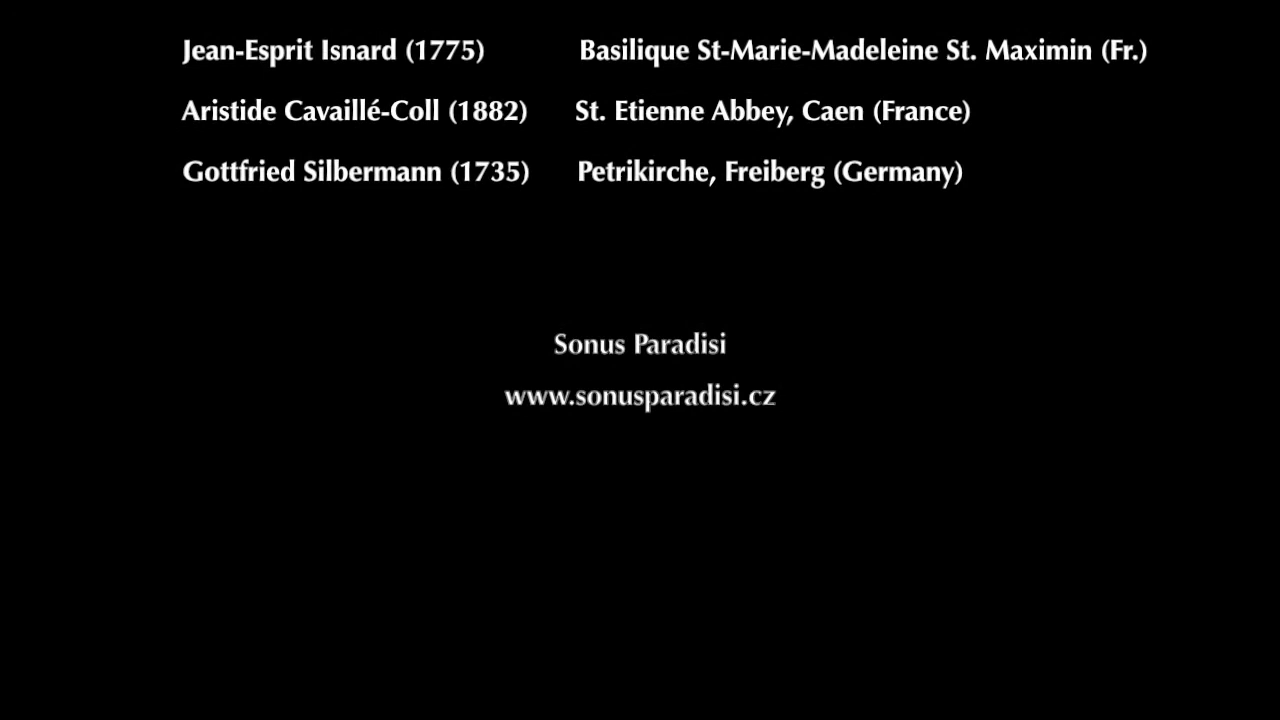 Jean-Esprit Isnard (1775) Basilique St-Marie-Madeleine St. Maximin (Fr.)
Aristide Cavaillé-Coll (1882) St. Etienne Abbey, Caen (France)
Gottfried Silbermann (1735) Petrikirche, Freiberg (Germany)
Sonus Paradisi
www.sonusparadisi.cz